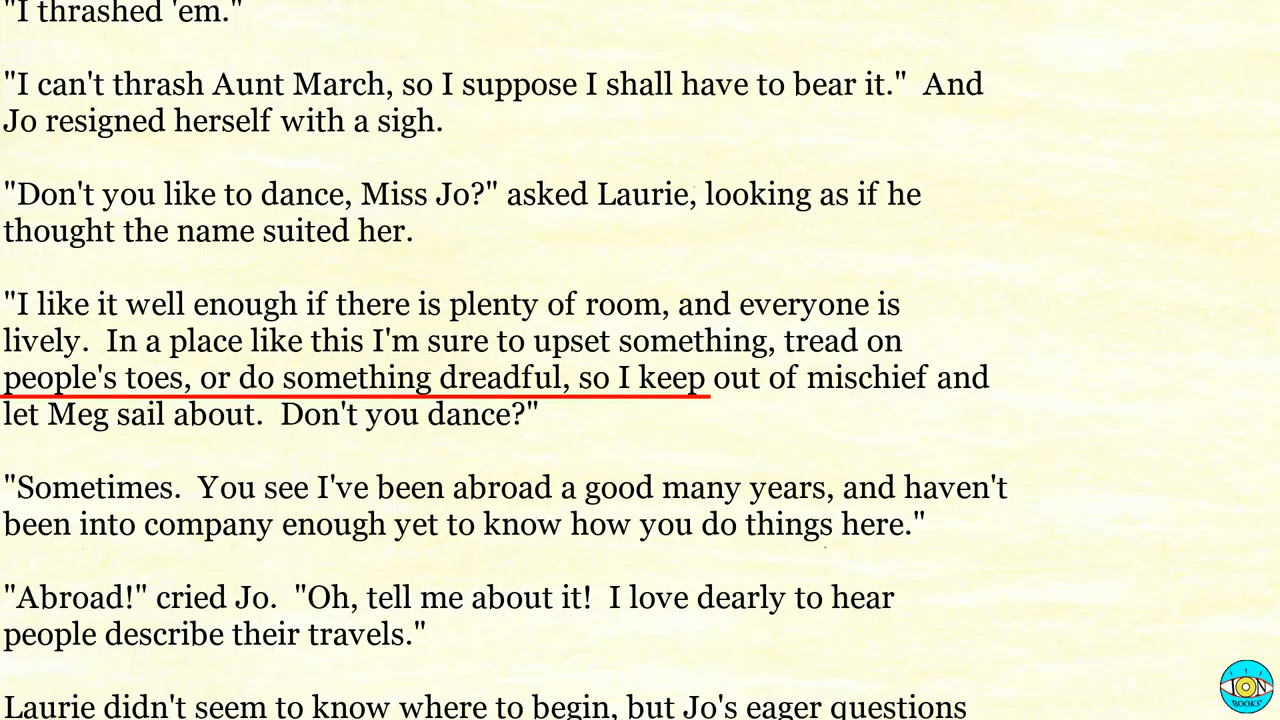 "I thrashed 'em."
"I can't thrash Aunt March, so I suppose I shall have to bear it."  And
Jo resigned herself with a sigh.
"Don't you like to dance, Miss Jo?" asked Laurie, looking as if he
thought the name suited her.
"I like it well enough if there is plenty of room, and everyone is
lively.  In a place like this I'm sure to upset something, tread on
people's toes, or do something dreadful, so I keep out of mischief and
let Meg sail about.  Don't you dance?"
"Sometimes.  You see I've been abroad a good many years, and haven't
been into company enough yet to know how you do things here."
"Abroad!" cried Jo.  "Oh, tell me about it!  I love dearly to hear
people describe their travels."
Laurie didn't seem to know where to begin, but Jo's eager questions
ION
BOOKS